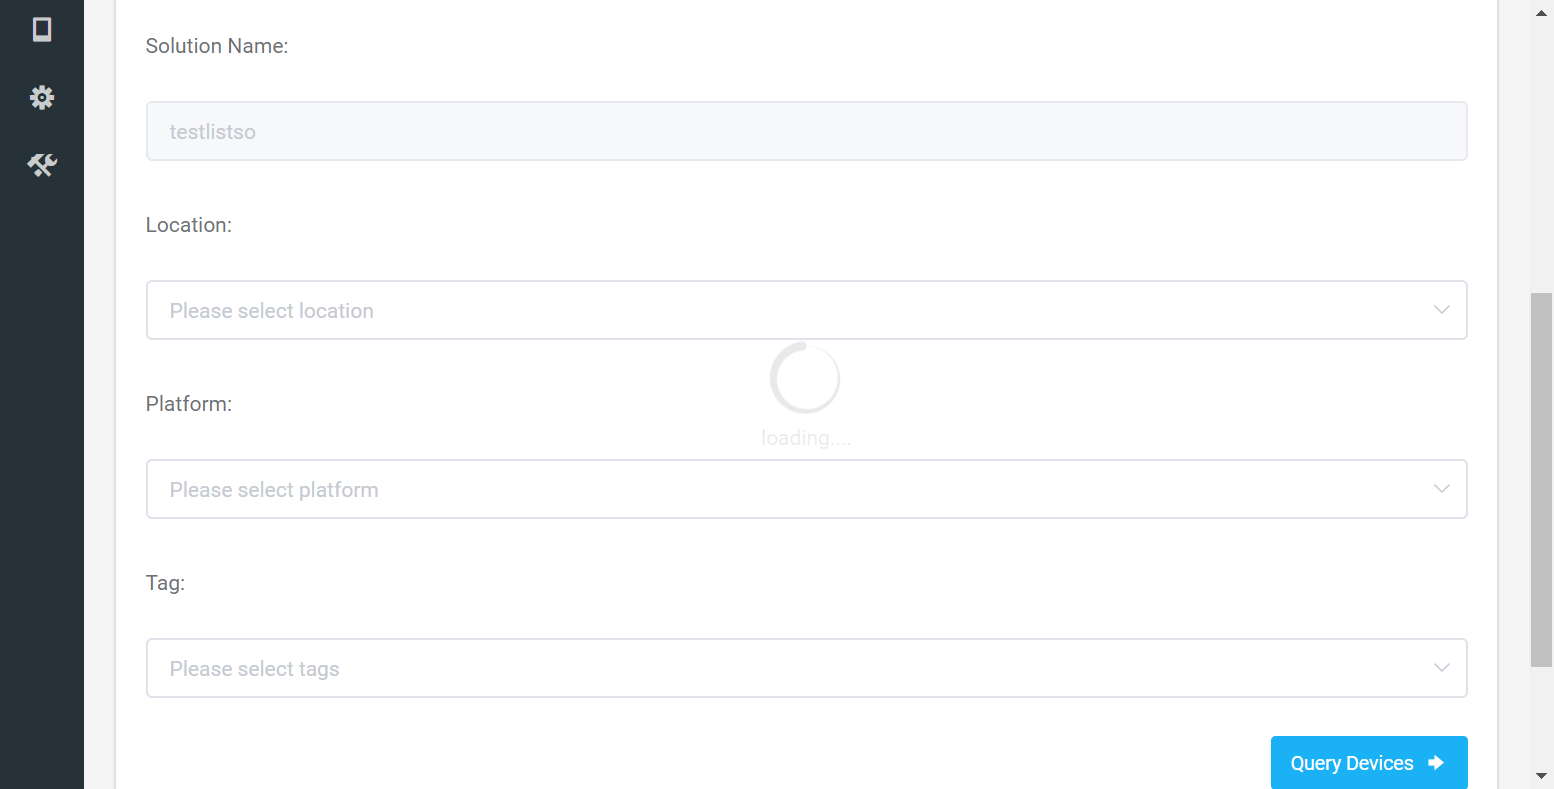 Solution Name:
testlistso
Location:
Please select location
loading....
Platform:
Please select platform
Tag:
Please select tags
Query Devices